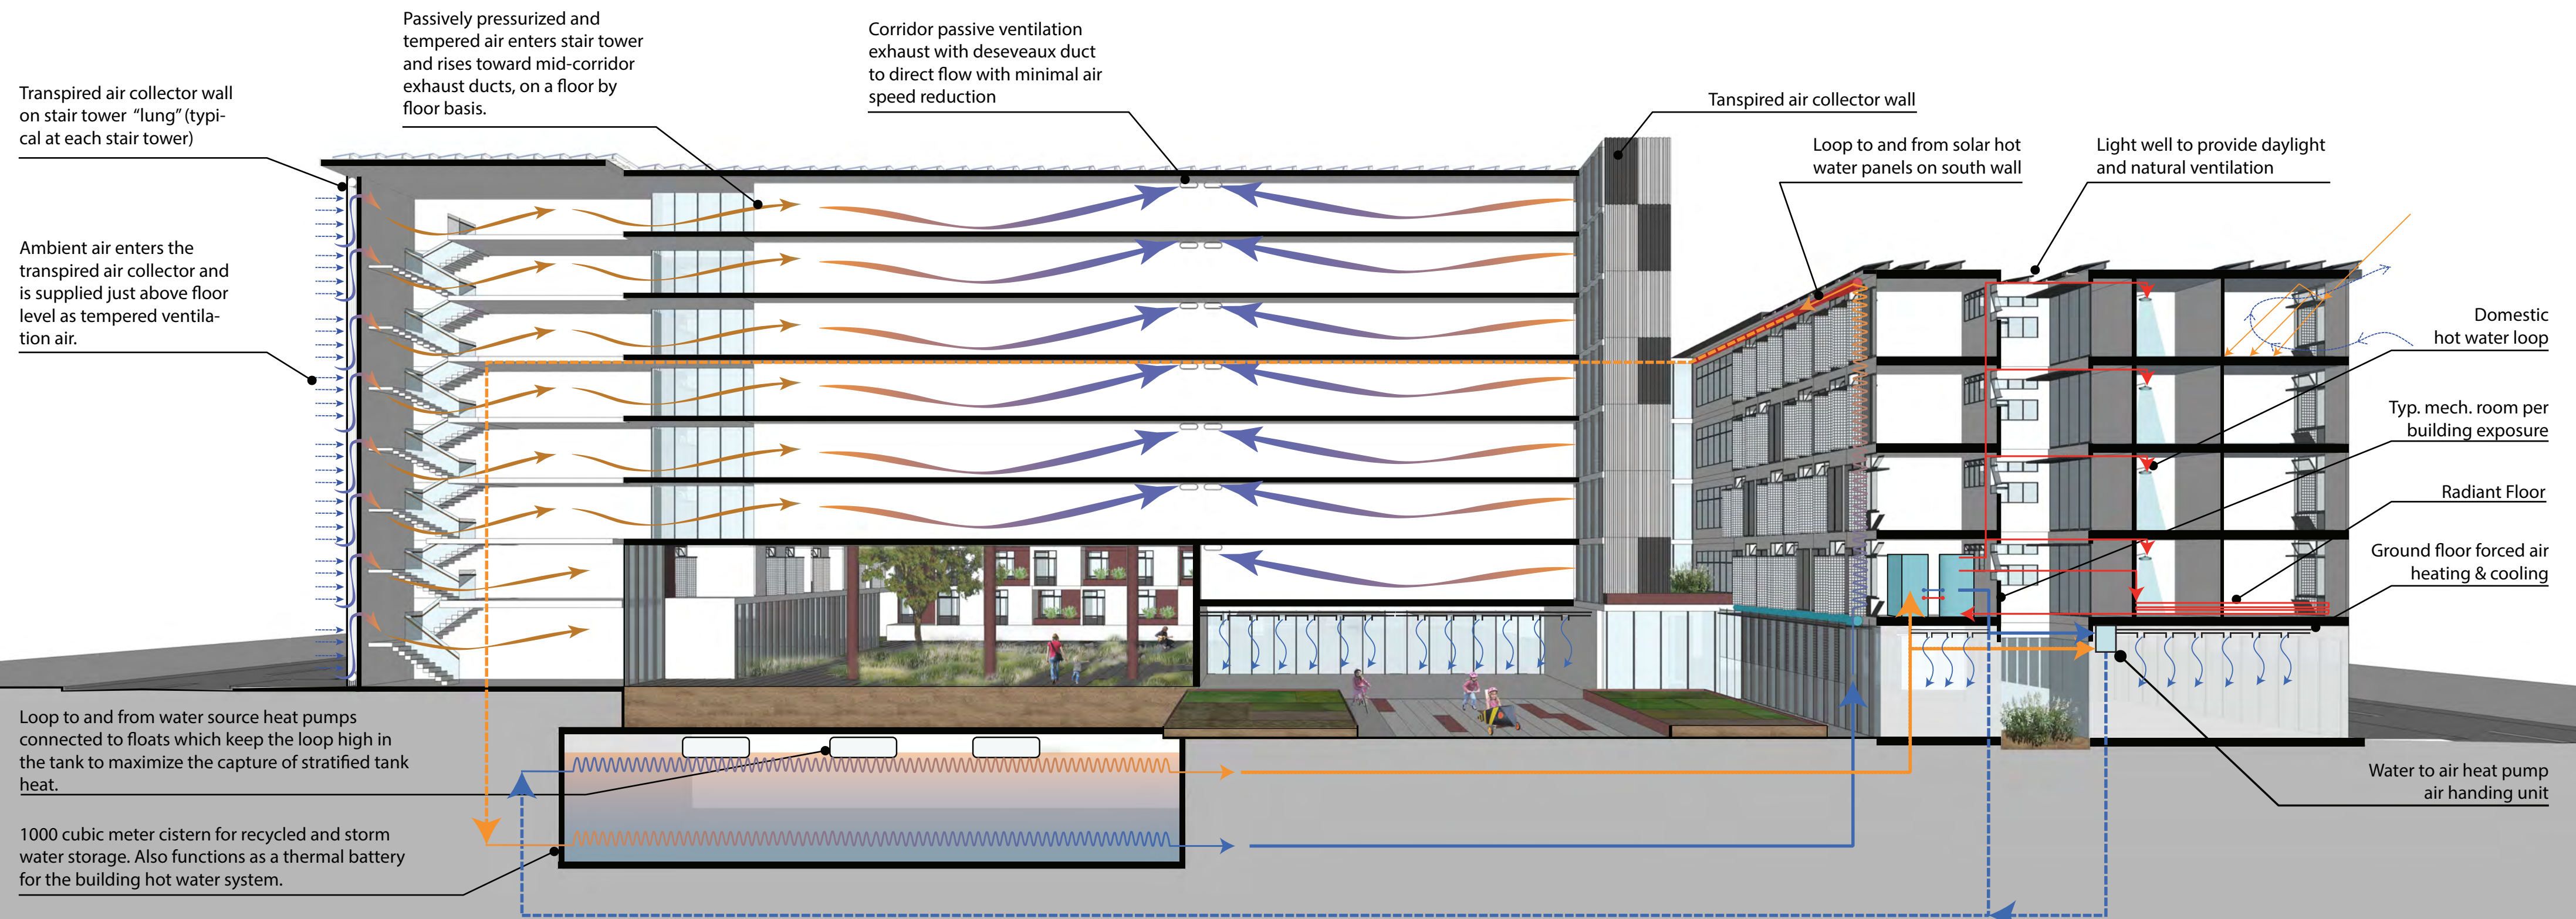 Transpired air collector wall
on stair tower “lung” (typi-
cal at each stair tower)
Ambient air enters the
transpired air collector and
is supplied just above floor
level as tempered ventila-
tion air.
Passively pressurized and
tempered air enters stair tower
and rises toward mid-corridor
exhaust ducts, on a floor by
floor basis.
Corridor passive ventilation
exhaust with deseveaux duct
to direct flow with minimal air
speed reduction
Tanspired air collector wall
Loop to and from solar hot
water panels on south wall
Light well to provide daylight
and natural ventilation
Domestic
hot water loop
Typ. mech. room per
building exposure
Radiant Floor
Ground floor forced air
heating & cooling
Water to air heat pump
air handing unit
Loop to and from water source heat pumps
connected to floats which keep the loop high in
the tank to maximize the capture of stratified tank
heat.
1000 cubic meter cistern for recycled and storm
water storage. Also functions as a thermal battery
for the building hot water system.